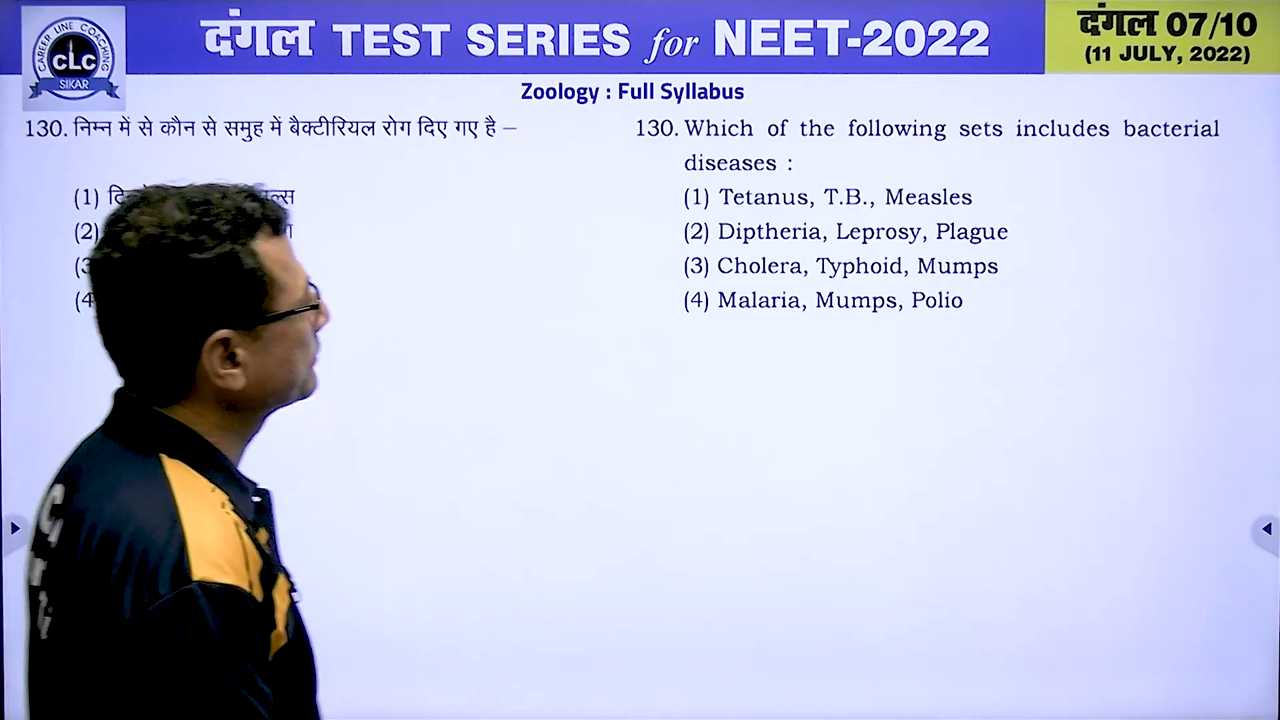 CAREER LINE COACHING
CLC
SIKAR
दंगल TEST SERIES for NEET-2022
दंगल 07/10
(11 JULY, 2022)
Zoology : Full Syllabus
130. निम्न में से कौन से समुह में बैक्टीरियल रोग दिए गए है –
(1)
(2)
130. Which of the following sets includes bacterial
diseases :
(1) Tetanus, T.B., Measles
(2) Diptheria, Leprosy, Plague
(3) Cholera, Typhoid, Mumps
(4) Malaria, Mumps, Polio